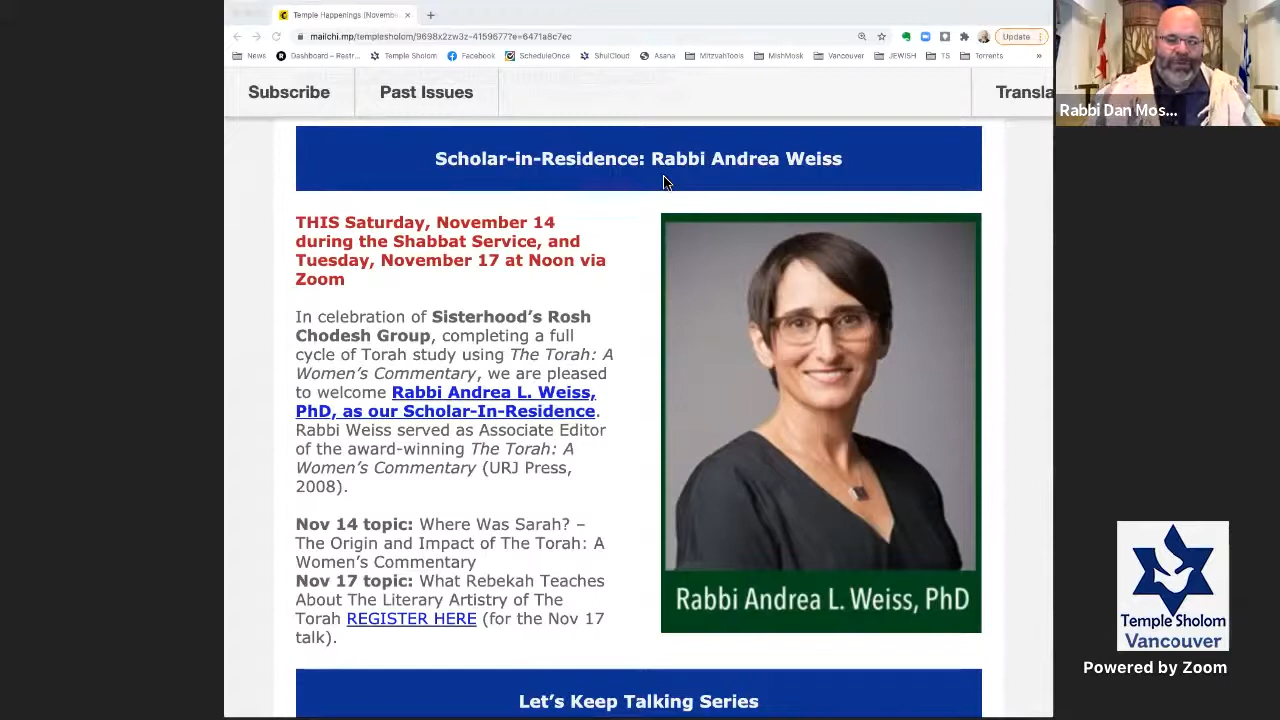 Temple Happenings (Novemb
mailchi.mp/templesholom/9698x2zw3z-4159677?e=6471a8c7ec
Update
News
Dashboard – Restr...
Temple Sholom
Facebook
ScheduleOnce
ShulCloud
Asana
MitzvahTools
MishMosk
Vancouver
JEWISH
TS
Torrents
»
Subscribe
Past Issues
Transla
Rabbi Dan Mos...
Scholar-in-Residence: Rabbi Andrea Weiss
THIS Saturday, November 14
during the Shabbat Service, and
Tuesday, November 17 at Noon via
Zoom
In celebration of Sisterhood's Rosh
Chodesh Group, completing a full
cycle of Torah study using The Torah: A
Women's Commentary, we are pleased
to welcome Rabbi Andrea L. Weiss,
PhD, as our Scholar-In-Residence.
Rabbi Weiss served as Associate Editor
of the award-winning The Torah: A
Women's Commentary (URJ Press,
2008).
Nov 14 topic: Where Was Sarah? –
The Origin and Impact of The Torah: A
Women's Commentary
Nov 17 topic: What Rebekah Teaches
About The Literary Artistry of The
Torah REGISTER HERE (for the Nov 17
talk).
Rabbi Andrea L. Weiss, PhD
Let's Keep Talking Series
Temple Sholom
Vancouver
Powered by Zoom